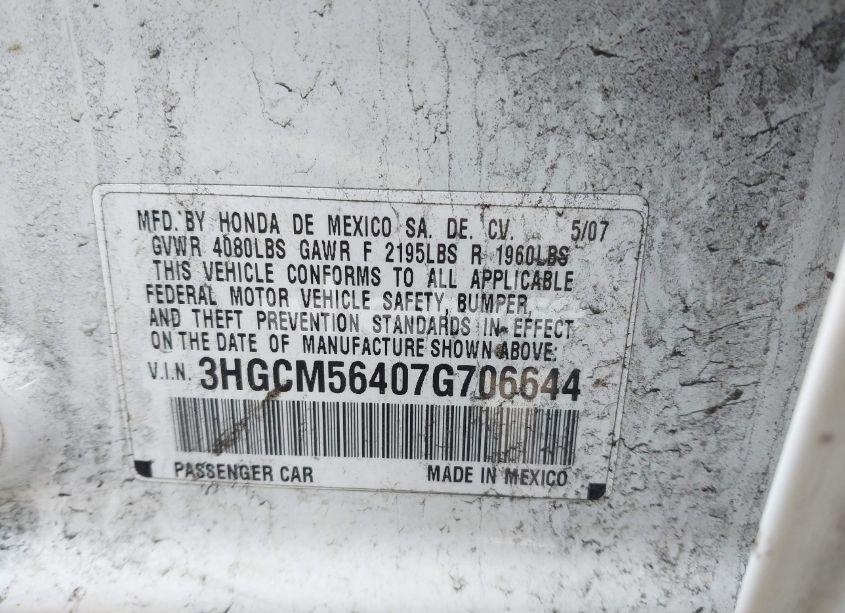 MFD. BY HONDA DE MEXICO SA. DE. CV. 5/07
GVWR 4080LBS GAWR F 2195LBS R 1960LBS
THIS VEHICLE CONFORMS TO ALL APPLICABLE
FEDERAL MOTOR VEHICLE SAFETY, BUMPER,
AND THEFT PREVENTION STANDARDS IN EFFECT
ON THE DATE OF MANUFACTURE SHOWN ABOVE:
V.I.N. 3HGCM56407G706644
PASSENGER CAR MADE IN MEXICO